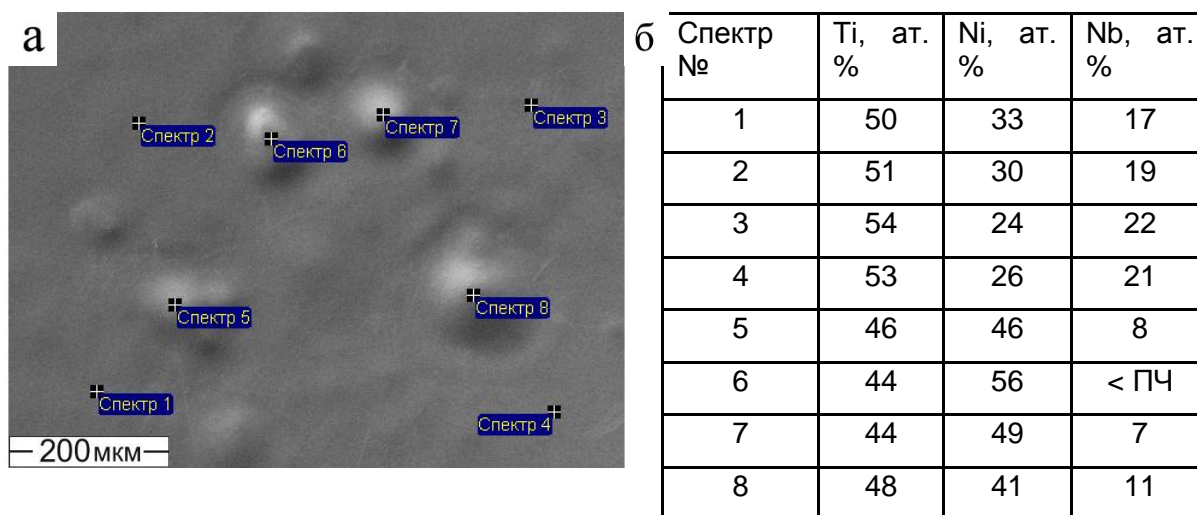 а
Спектр 2
Спектр 6
Спектр 7
Спектр 3
Спектр 5
Спектр 8
Спектр 1
Спектр 4
200мкм
б
Спектр Ti, ат. Ni, ат. Nb, ат.
№ % % %
1 50 33 17
2 51 30 19
3 54 24 22
4 53 26 21
5 46 46 8
6 44 56 < ПЧ
7 44 49 7
8 48 41 11